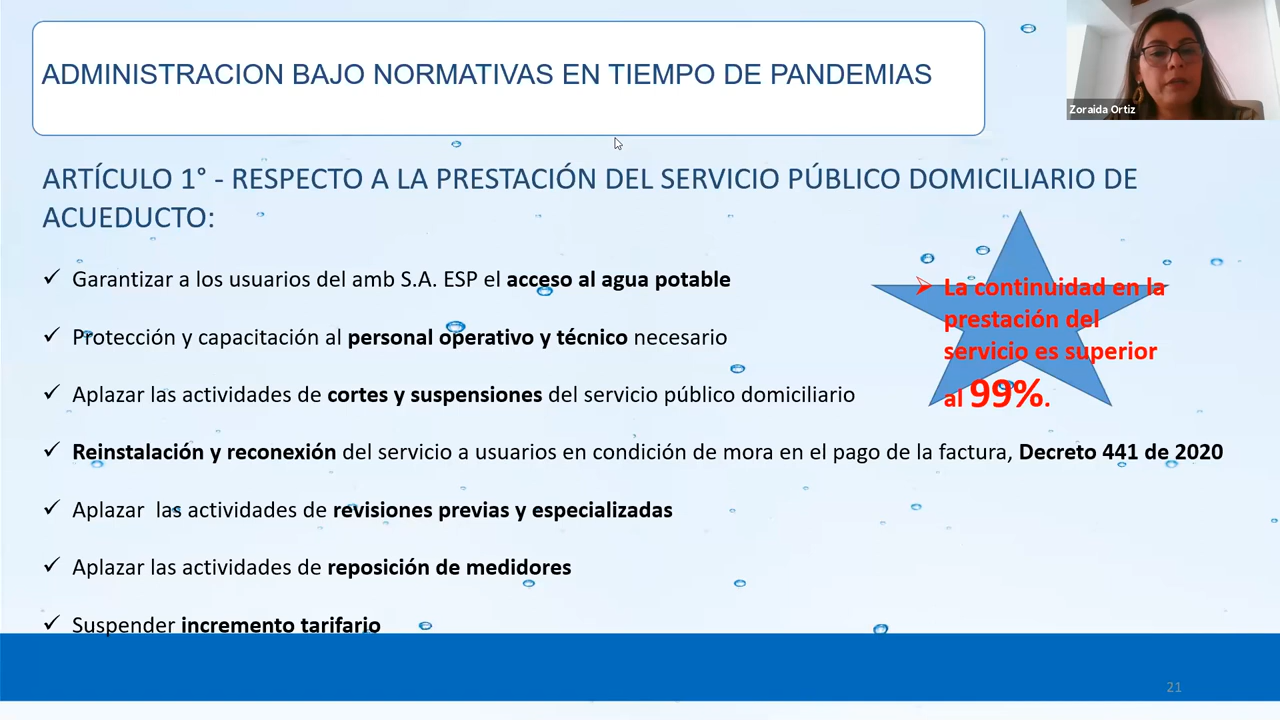 ADMINISTRACION BAJO NORMATIVAS EN TIEMPO DE PANDEMIAS
Zoraida Ortiz
ARTÍCULO 1° - RESPECTO A LA PRESTACIÓN DEL SERVICIO PÚBLICO DOMICILIARIO DE
ACUEDUCTO:
✓ Garantizar a los usuarios del amb S.A. ESP el acceso al agua potable
✓ Protección y capacitación al personal operativo y técnico necesario
✓ Aplazar las actividades de cortes y suspensiones del servicio público domiciliario
➢ La continuidad en la
prestación del
servicio es superior
al 99%.
✓ Reinstalación y reconexión del servicio a usuarios en condición de mora en el pago de la factura, Decreto 441 de 2020
✓ Aplazar las actividades de revisiones previas y especializadas
✓ Aplazar las actividades de reposición de medidores
✓ Suspender incremento tarifario
21